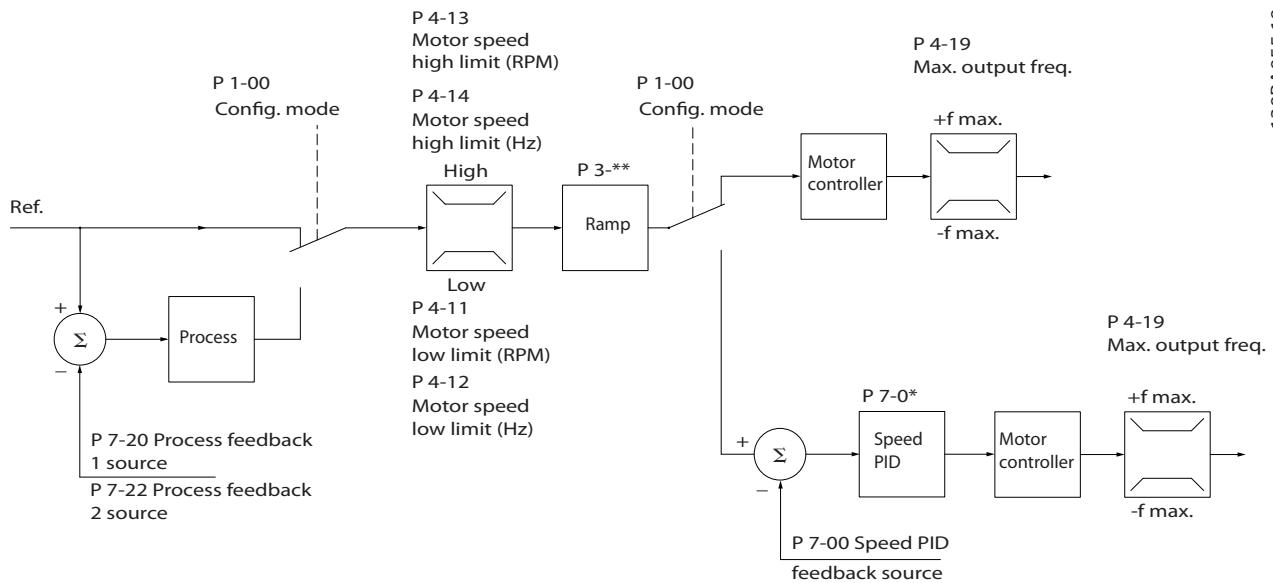 P 4-13
Motor speed
high limit (RPM)
P 4-14
Motor speed
high limit (Hz)
High
P 1-00
Config. mode
P 3-**
Ramp
P 1-00
Config. mode
Motor
controller
P 4-19
Max. output freq.
+f max.
-f max.
Ref.
+
Σ
−
Process
Low
P 4-11
Motor speed
low limit (RPM)
P 4-12
Motor speed
low limit (Hz)
P 7-20 Process feedback
1 source
P 7-22 Process feedback
2 source
+
Σ
−
P 7-0*
Speed
PID
Motor
controller
P 4-19
Max. output freq.
+f max.
-f max.
P 7-00 Speed PID
feedback source